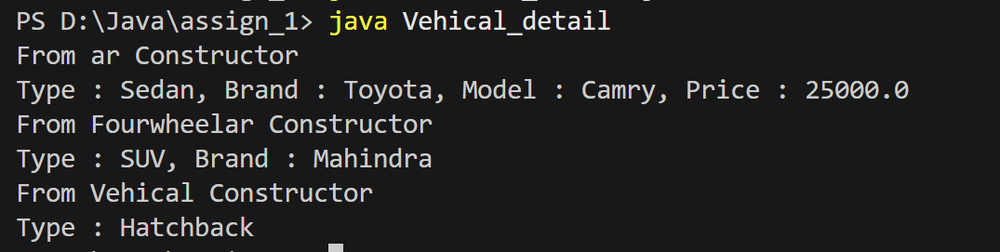 PS D:\Java\assign_1> java Vehical_detail
From ar Constructor
Type : Sedan, Brand : Toyota, Model : Camry, Price : 25000.0
From Fourwheelar Constructor
Type : SUV, Brand : Mahindra
From Vehical Constructor
Type : Hatchback